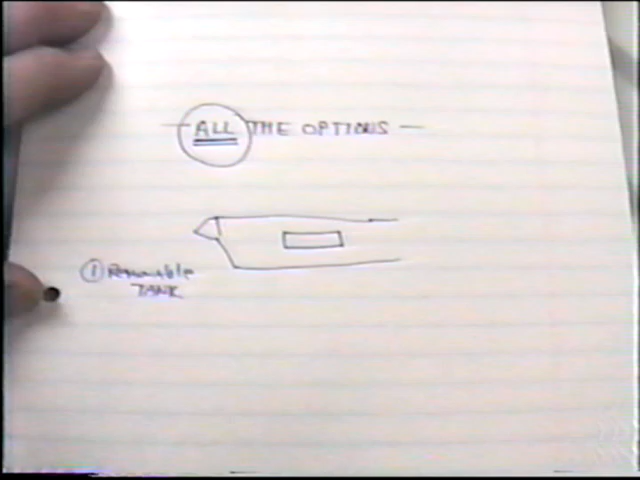 — ALL THE OPTIONS —
① Removable
TANK